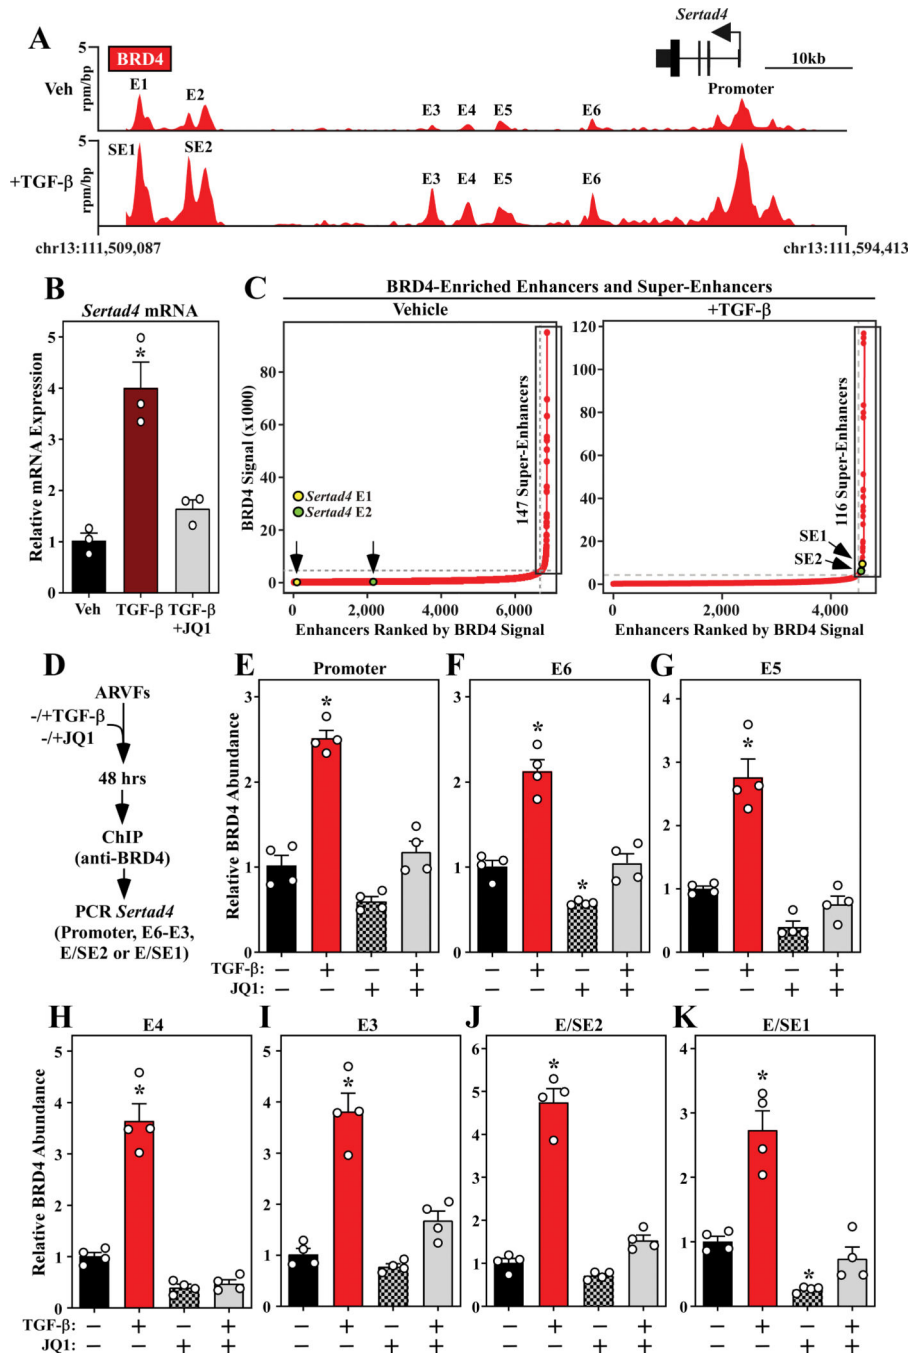 A
BRD4
Sertad4
10kb
Veh
5
rpm/bp
E1
E2
E3
E4
E5
E6
Promoter
+TGF-β
5
rpm/bp
SE1
SE2
E3
E4
E5
E6
0
chr13:111,509,087
chr13:111,594,413
B
Sertad4 mRNA
Relative mRNA Expression
5
4
3
2
1
0
*
Veh
TGF-β
TGF-β
+JQ1
C
BRD4-Enriched Enhancers and Super-Enhancers
Vehicle
BRD4 Signal (x1000)
80
60
40
20
0
147 Super-Enhancers
Sertad4 E1
Sertad4 E2
0
2,000
4,000
6,000
Enhancers Ranked by BRD4 Signal
+TGF-β
120
100
80
60
40
20
0
116 Super-Enhancers
SE1
SE2
0
2,000
4,000
Enhancers Ranked by BRD4 Signal
D
ARVFs
-/+TGF-β
-/+JQ1
48 hrs
ChIP
(anti-BRD4)
PCR Sertad4
(Promoter, E6-E3,
E/SE2 or E/SE1)
E
Promoter
Relative BRD4 Abundance
3
2
1
0
*
TGF-β: – + – +
JQ1: – – + +
F
E6
3
2
1
0
*
*
– + – +
– – + +
G
E5
4
3
2
1
0
*
– + – +
– – + +
H
E4
Relative BRD4 Abundance
5
4
3
2
1
0
*
TGF-β: – + – +
JQ1: – – + +
I
E3
5
4
3
2
1
0
*
– + – +
– – + +
J
E/SE2
6
5
4
2
1
0
*
– + – +
– – + +
K
E/SE1
4
3
2
1
0
*
*
– + – +
– – + +